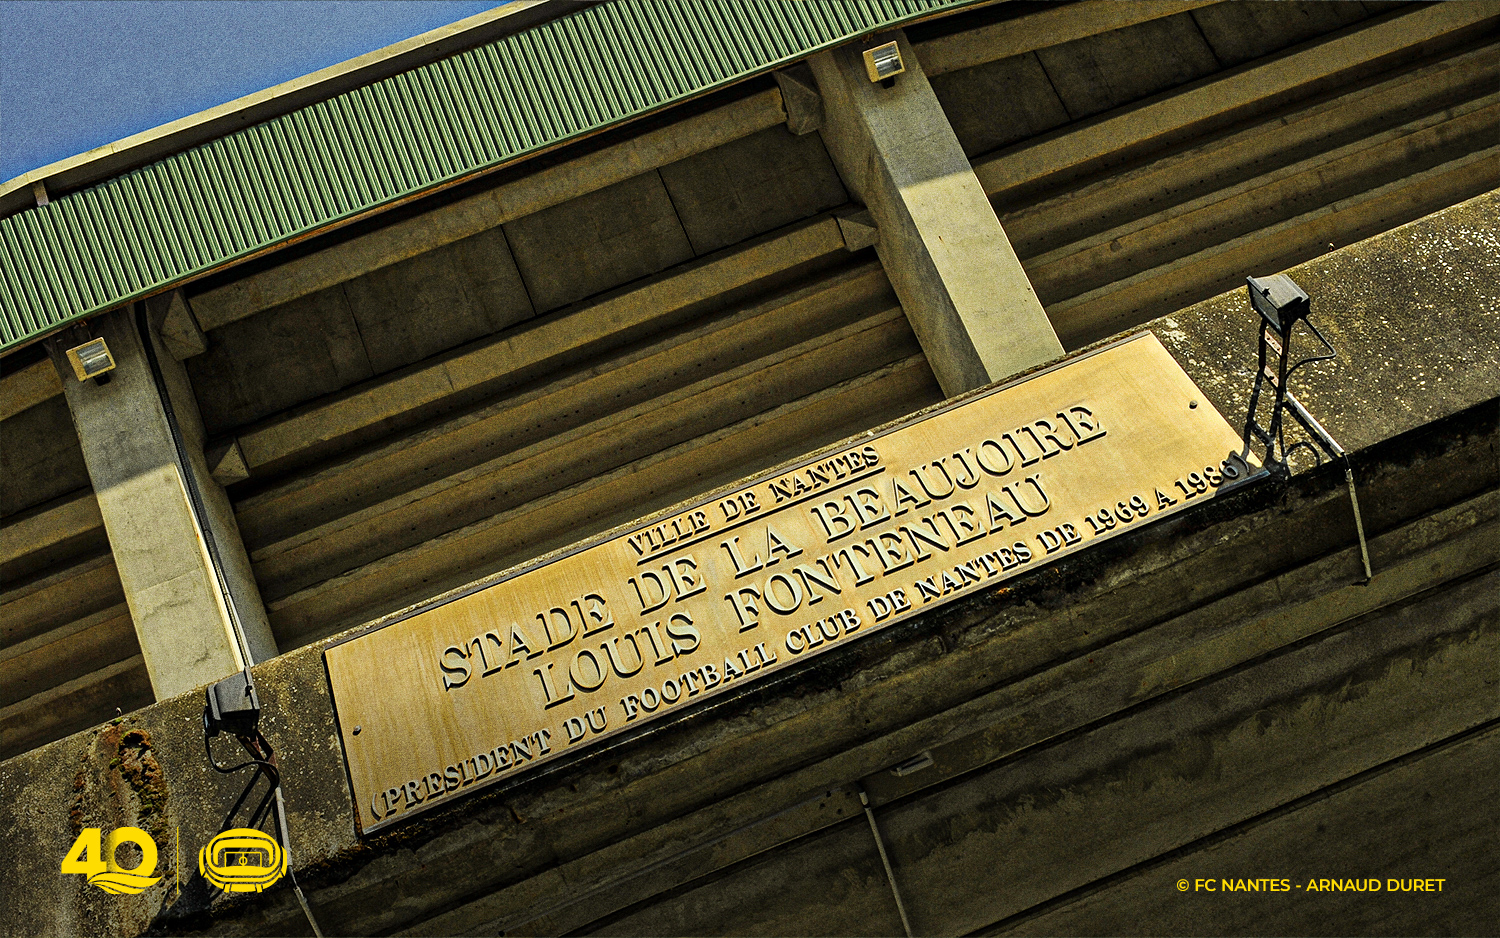 VILLE DE NANTES
STADE DE LA BEAUJOIRE
LOUIS FONTENEAU
(PRESIDENT DU FOOTBALL CLUB DE NANTES DE 1969 A 1986)
40
© FC NANTES - ARNAUD DURET